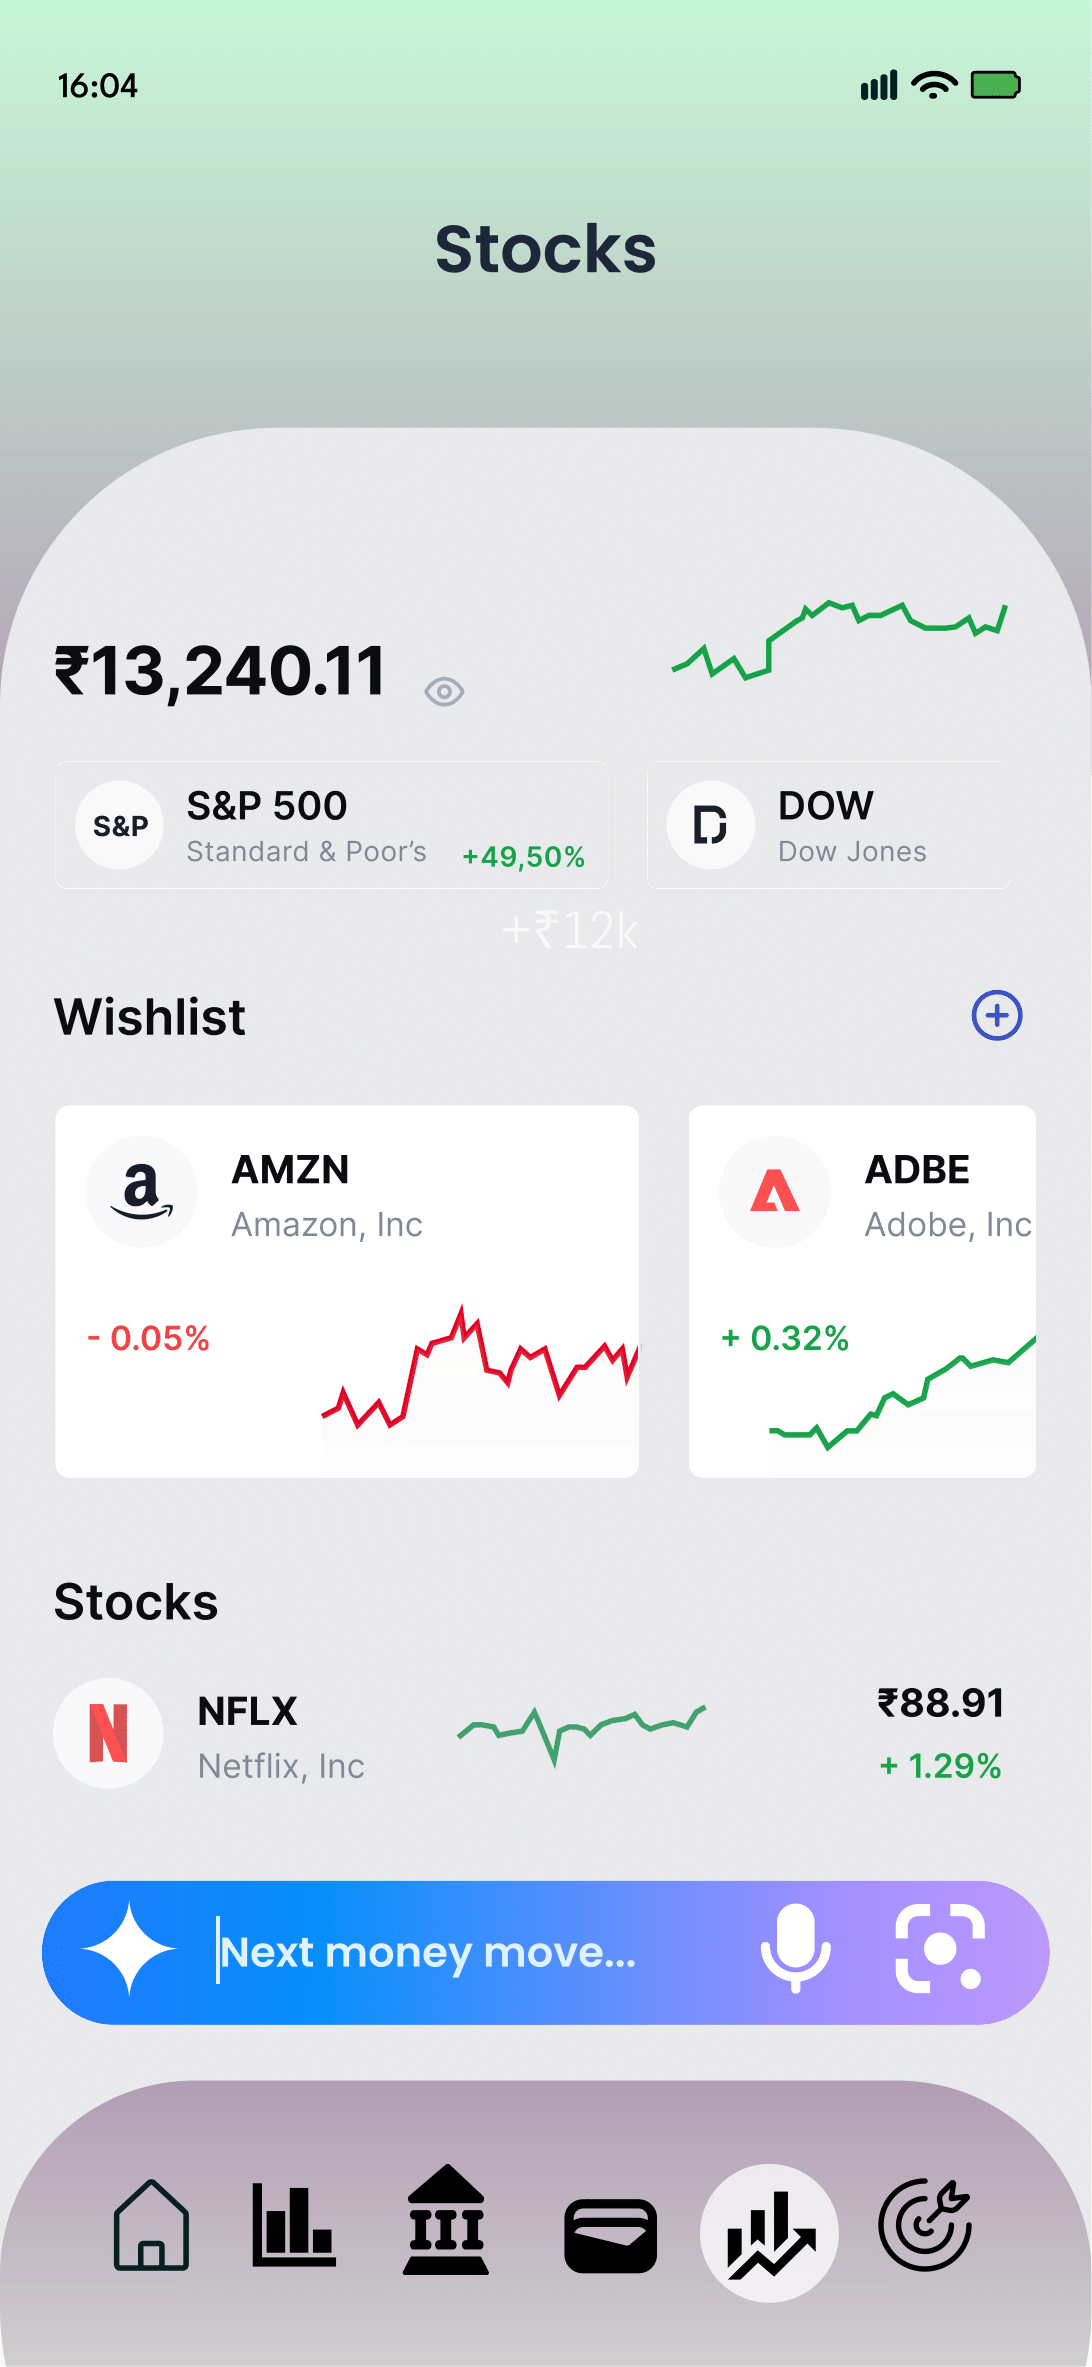 16:04
Stocks
₹13,240.11
S&P
S&P 500
Standard & Poor’s
+49,50%
DOW
Dow Jones
+₹12k
Wishlist
AMZN
Amazon, Inc
- 0.05%
ADBE
Adobe, Inc
+ 0.32%
Stocks
NFLX
Netflix, Inc
₹88.91
+ 1.29%
Next money move...